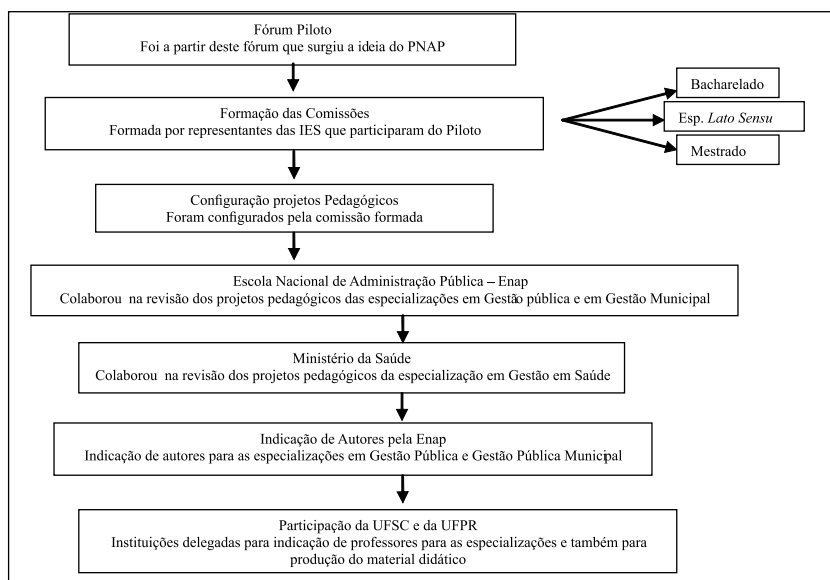 Fórum Piloto
Foi a partir deste fórum que surgiu a ideia do PNAP
Formação das Comissões
Formada por representantes das IES que participaram do Piloto
Bacharelado
Esp. Lato Sensu
Mestrado
Configuração projetos Pedagógicos
Foram configurados pela comissão formada
Escola Nacional de Administração Pública – Enap
Colaborou na revisão dos projetos pedagógicos das especializações em Gestão pública e em Gestão Municipal
Ministério da Saúde
Colaborou na revisão dos projetos pedagógicos da especialização em Gestão em Saúde
Indicação de Autores pela Enap
Indicação de autores para as especializações em Gestão Pública e Gestão Pública Municipal
Participação da UFSC e da UFPR
Instituições delegadas para indicação de professores para as especializações e também para
produção do material didático